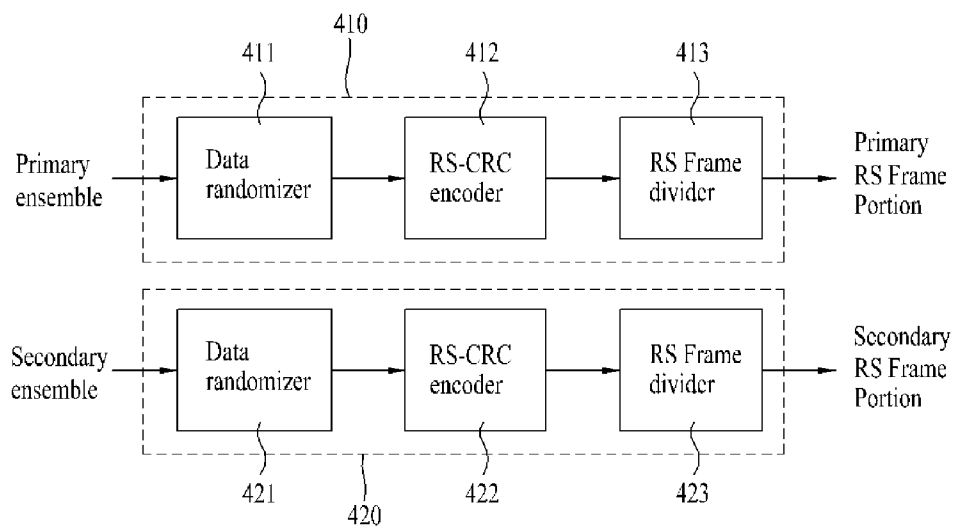 410
411
412
413
Primary
ensemble
Data
randomizer
RS-CRC
encoder
RS Frame
divider
Primary
RS Frame
Portion
Secondary
ensemble
Data
randomizer
RS-CRC
encoder
RS Frame
divider
Secondary
RS Frame
Portion
421
420
422
423